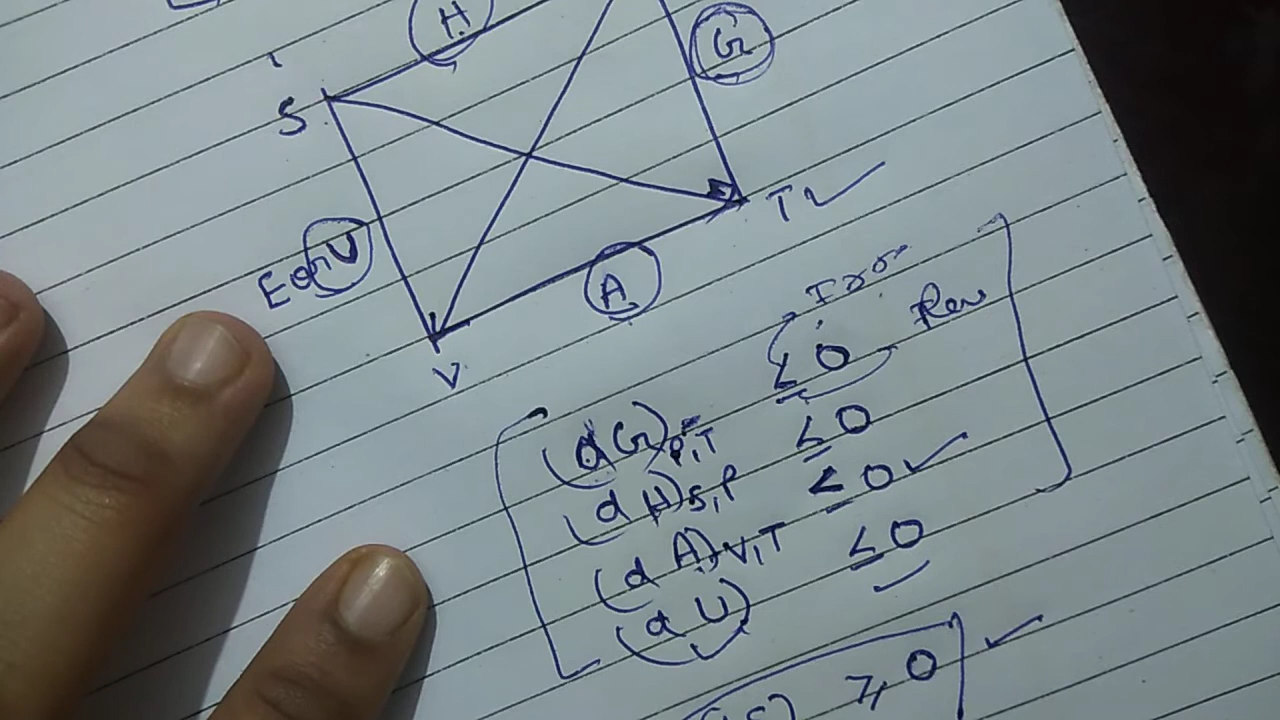 H
G
S
T
E or U
A
V
Irr
Rev
(dG)P,T ≤ 0
(dH)S,P ≤ 0
(dA)V,T ≤ 0
(dU) ≤ 0
≥ 0